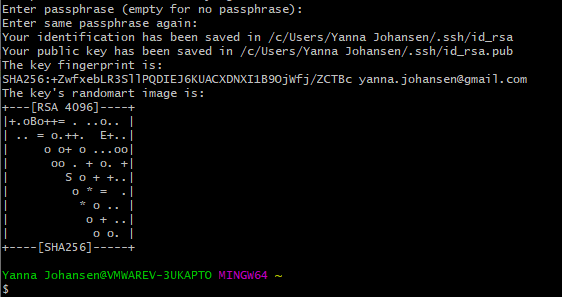 Enter passphrase (empty for no passphrase):
Enter same passphrase again:
Your identification has been saved in /c/Users/Yanna Johansen/.ssh/id_rsa
Your public key has been saved in /c/Users/Yanna Johansen/.ssh/id_rsa.pub
The key fingerprint is:
SHA256:+ZwfxebLR3SllPQDIEJ6KUACXDNXI1B9OjWfj/ZCTBc yanna.johansen@gmail.com
The key's randomart image is:
+---[RSA 4096]----+
|+.oBo++= . ..o.. |
| .. = o.++.  E+..|
|     o o+ o ...oo|
|      oo . + o. +|
|        S o + +..|
|         o * =  .|
|          * o .. |
|           o + ..|
|            o o. |
+----[SHA256]-----+
Yanna Johansen@VMWAREV-3UKAPTO MINGW64 ~
$